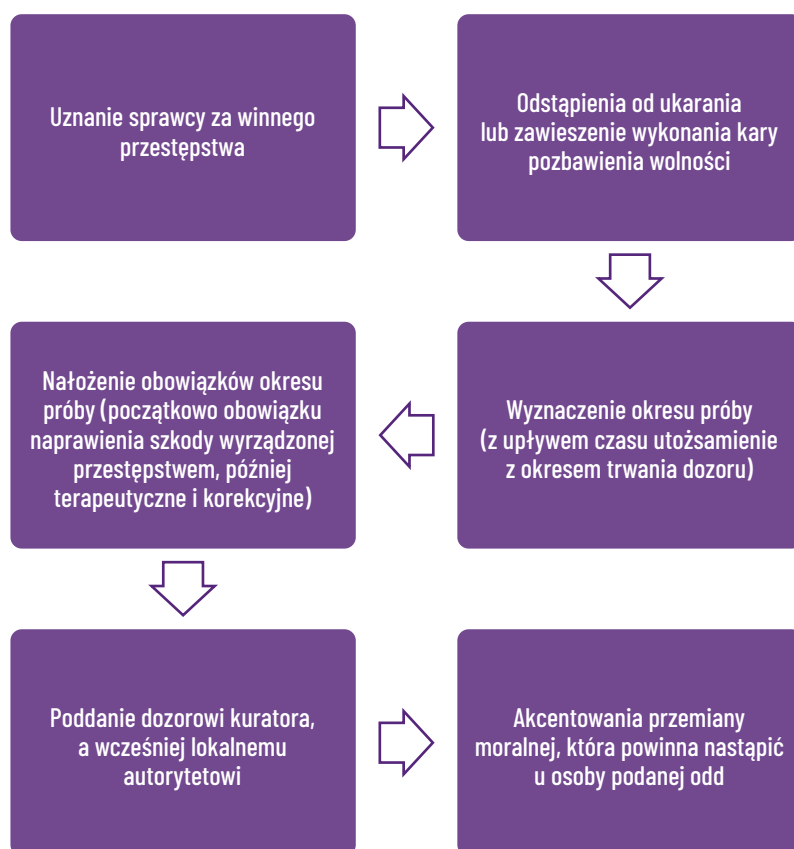 Uznanie sprawcy za winnego
przestępstwa
Odstąpienia od ukarania
lub zawieszenie wykonania kary
pozbawienia wolności
Wyznaczenie okresu próby
(z upływem czasu utożsamienie
z okresem trwania dozoru)
Nałożenie obowiązków okresu
próby (początkowo obowiązku
naprawienia szkody wyrządzonej
przestępstwem, później
terapeutyczne i korekcyjne)
Poddanie dozorowi kuratora,
a wcześniej lokalnemu
autorytetowi
Akcentowania przemiany
moralnej, która powinna nastąpić
u osoby podanej odd